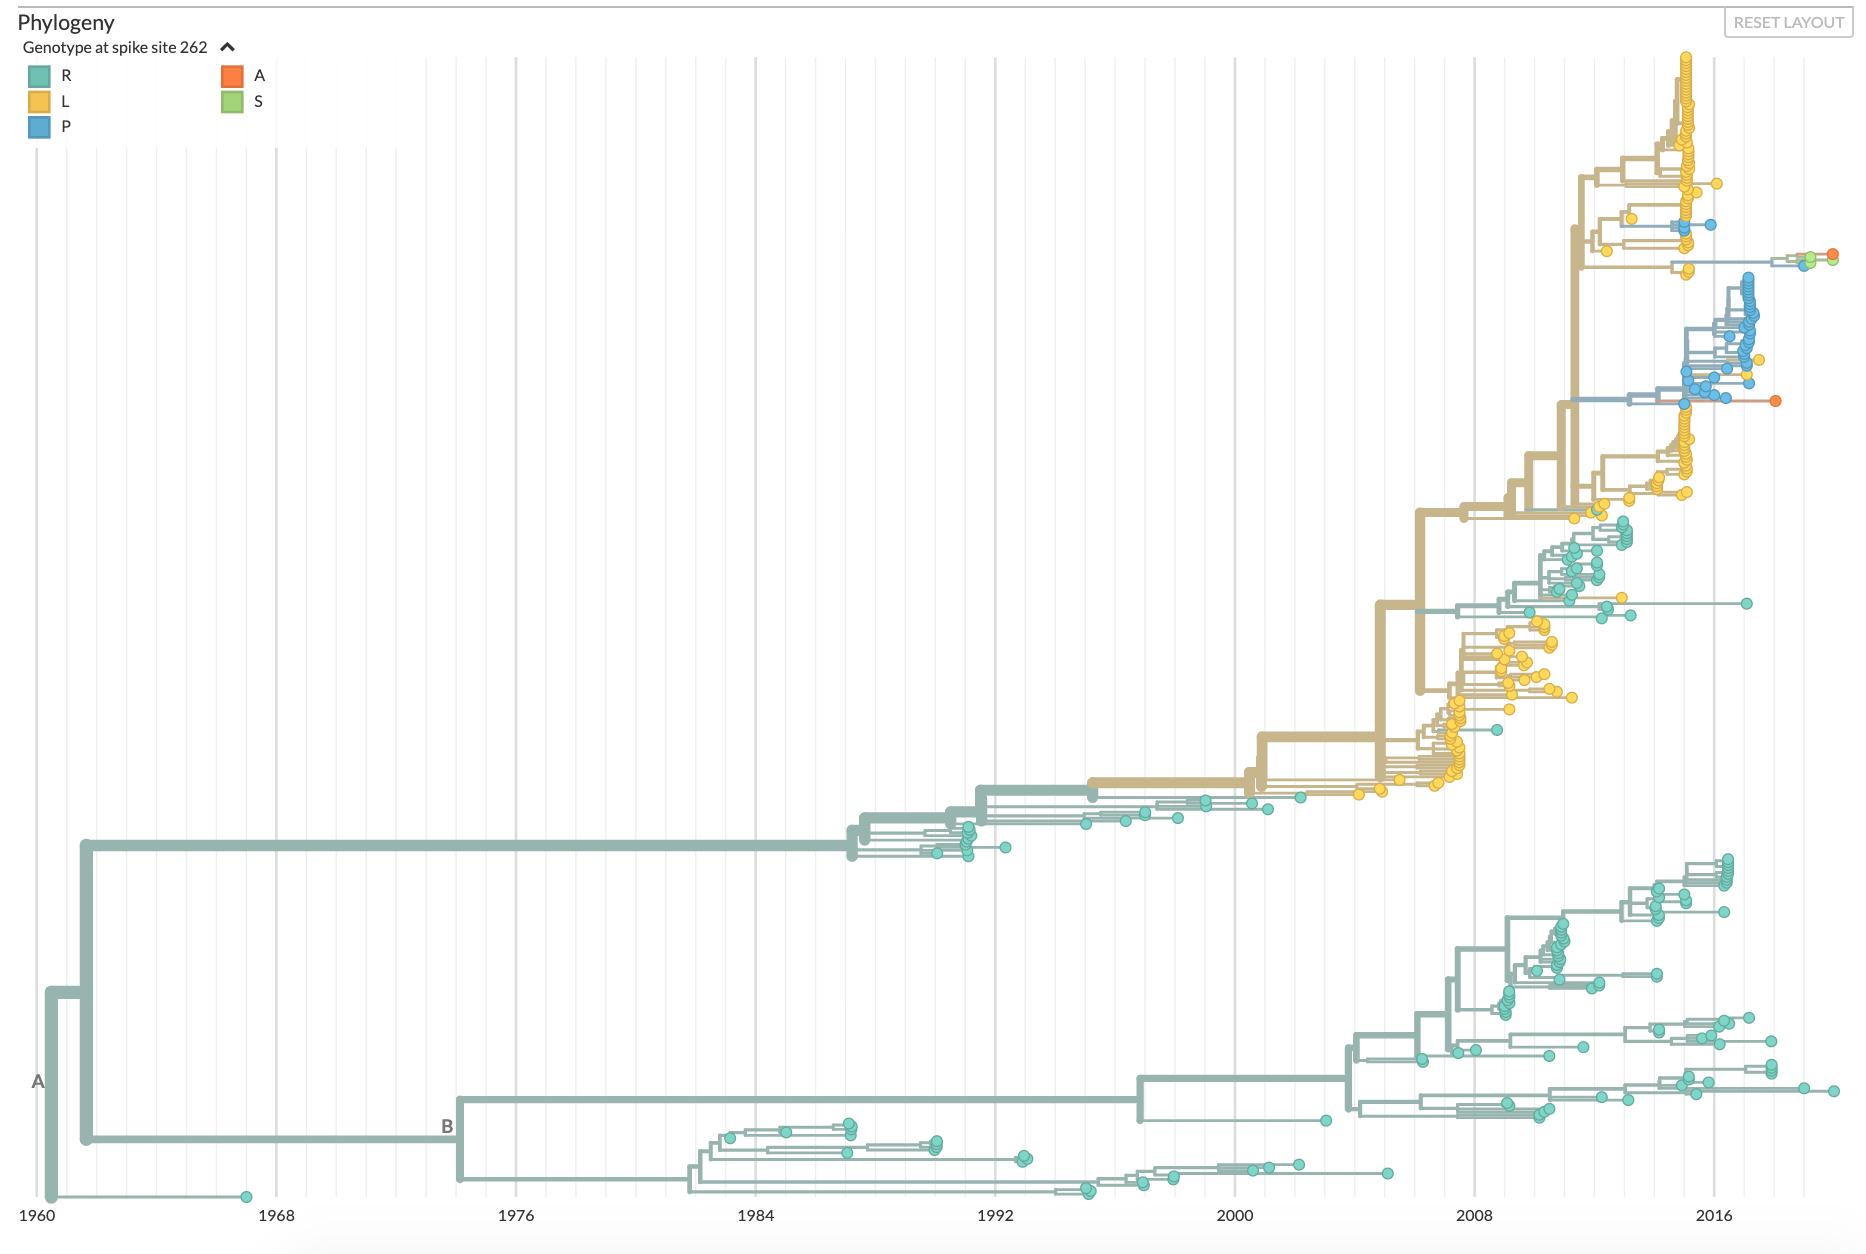 Phylogeny
RESET LAYOUT
Genotype at spike site 262
R
A
L
S
P
A
B
1960 1968 1976 1984 1992 2000 2008 2016